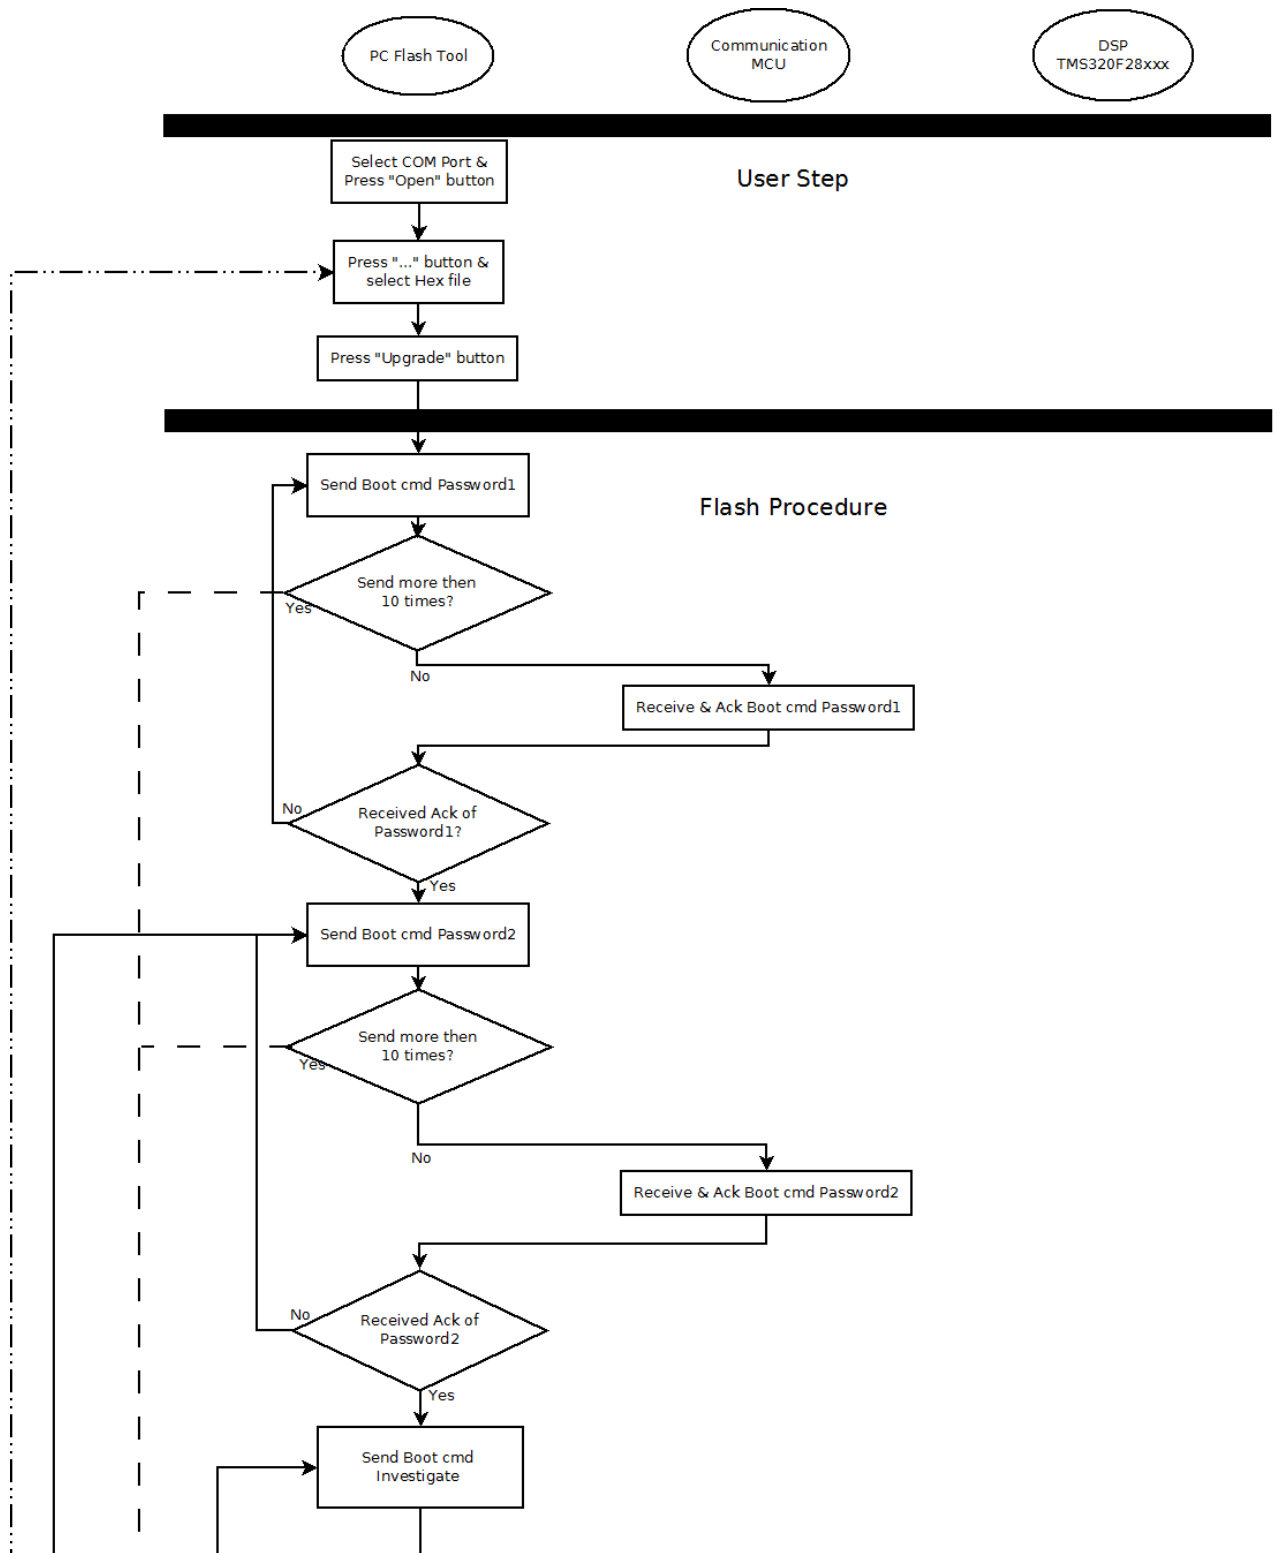 PC Flash Tool
Communication
MCU
DSP
TMS320F28xxx
Select COM Port &
Press "Open" button
User Step
Press "..." button &
select Hex file
Press "Upgrade" button
Send Boot cmd Password1
Flash Procedure
Send more then
10 times?
Yes
No
Receive & Ack Boot cmd Password1
No
Received Ack of
Password1?
Yes
Send Boot cmd Password2
Send more then
10 times?
Yes
No
Receive & Ack Boot cmd Password2
No
Received Ack of
Password2
Yes
Send Boot cmd
Investigate